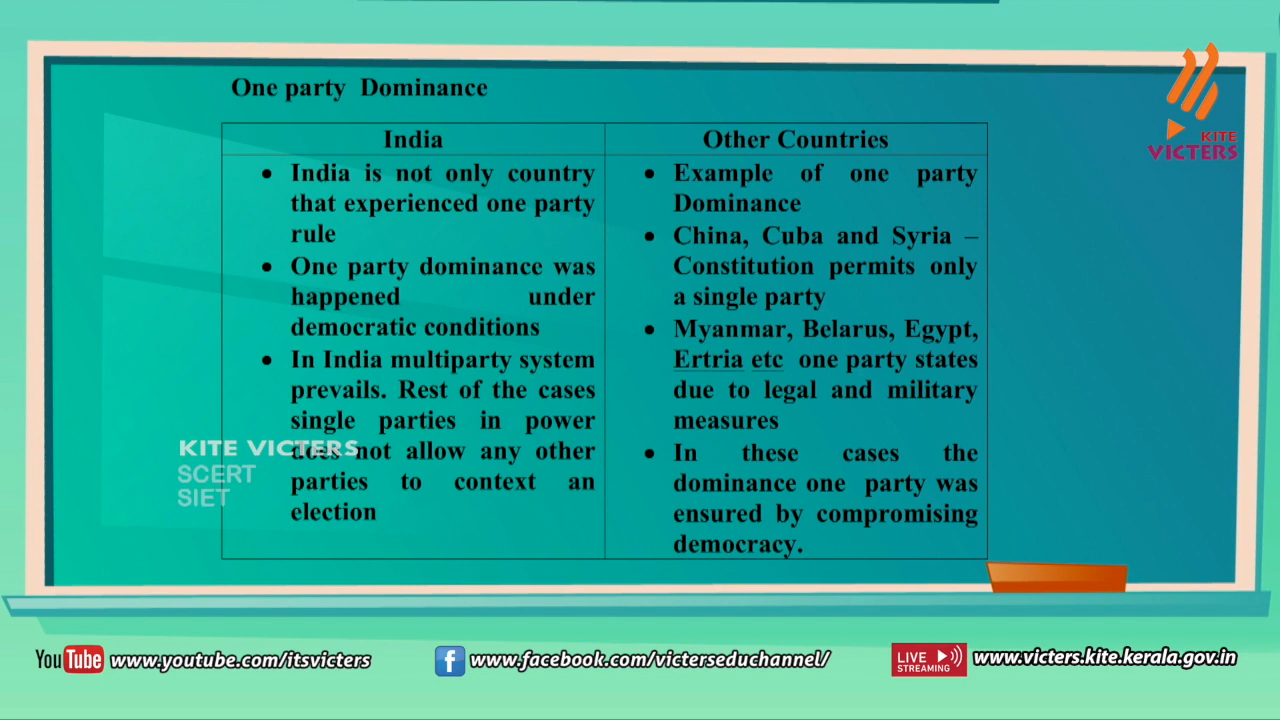 One party Dominance
India
Other Countries
• India is not only country
that experienced one party
rule
• One party dominance was
happened under
democratic conditions
• In India multiparty system
prevails. Rest of the cases
single parties in power
does not allow any other
parties to context an
election
• Example of one party
Dominance
• China, Cuba and Syria –
Constitution permits only
a single party
• Myanmar, Belarus, Egypt,
Ertria etc one party states
due to legal and military
measures
• In these cases the
dominance one party was
ensured by compromising
democracy.
KITE
VICTERS
KITE VICTERS
SCERT
SIET
YouTube www.youtube.com/itsvicters
f www.facebook.com/victerseduchannel/
LIVE
STREAMING
www.victers.kite.kerala.gov.in